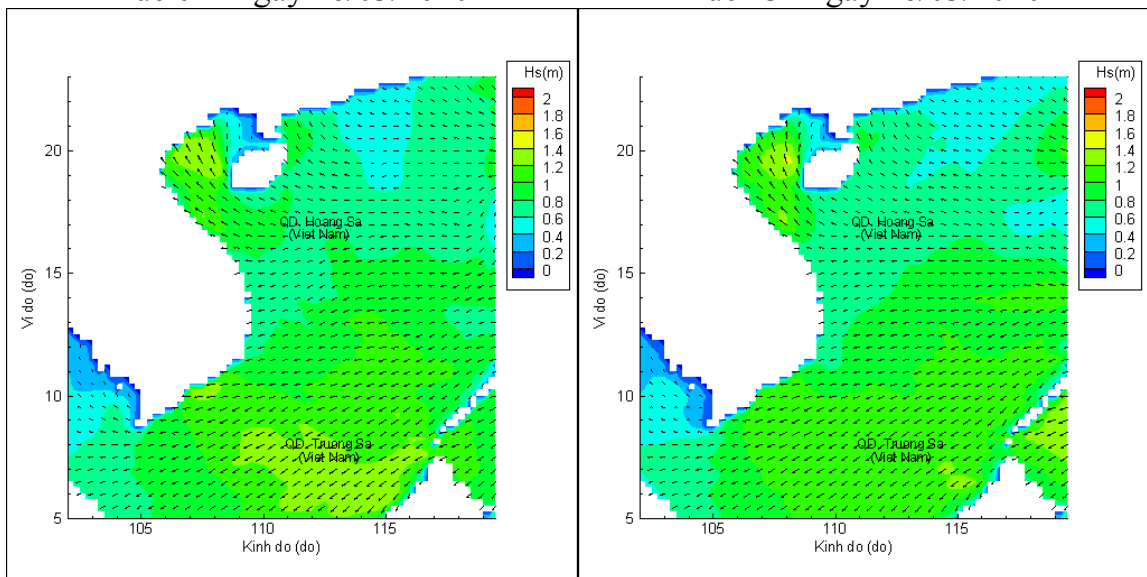 Hs(m)
2
1.8
1.6
1.4
1.2
1
0.8
0.6
0.4
0.2
0
20
15
10
5
Vi do (do)
QD. Hoang Sa
(Viet Nam)
QD. Truong Sa
(Viet Nam)
105
110
115
Kinh do (do)
Hs(m)
2
1.8
1.6
1.4
1.2
1
0.8
0.6
0.4
0.2
0
20
15
10
5
Vi do (do)
QD. Hoang Sa
(Viet Nam)
QD. Truong Sa
(Viet Nam)
105
110
115
Kinh do (do)